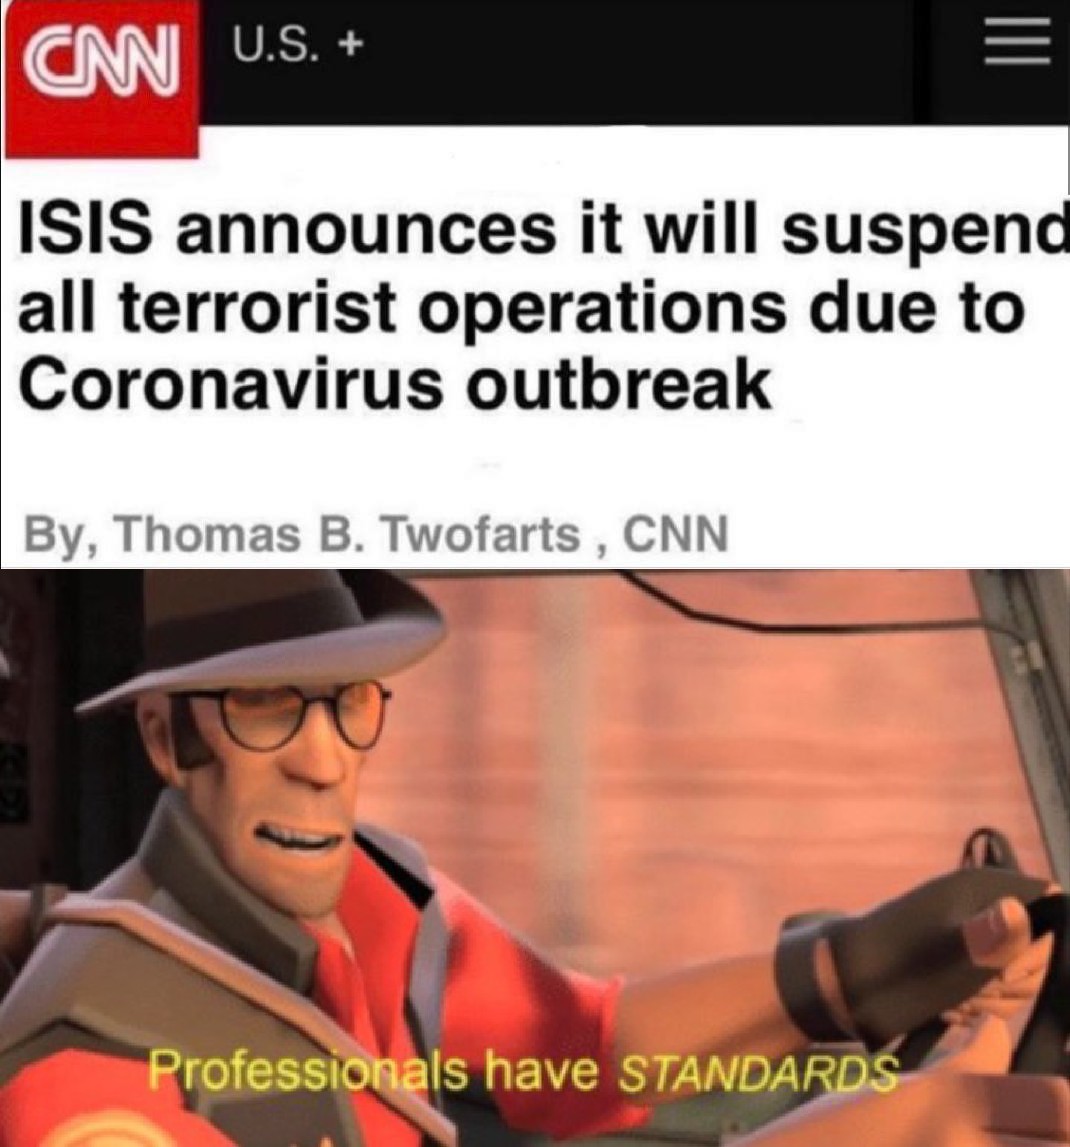 CNN U.S. +
ISIS announces it will suspend
all terrorist operations due to
Coronavirus outbreak
By, Thomas B. Twofarts , CNN
Professionals have STANDARDS